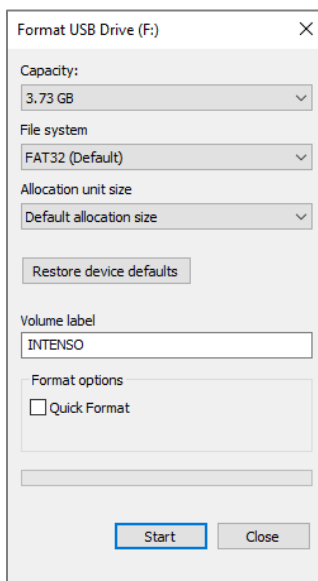 Format USB Drive (F:)
Capacity:
3.73 GB
File system
FAT32 (Default)
Allocation unit size
Default allocation size
Restore device defaults
Volume label
INTENSO
Format options
Quick Format
Start Close